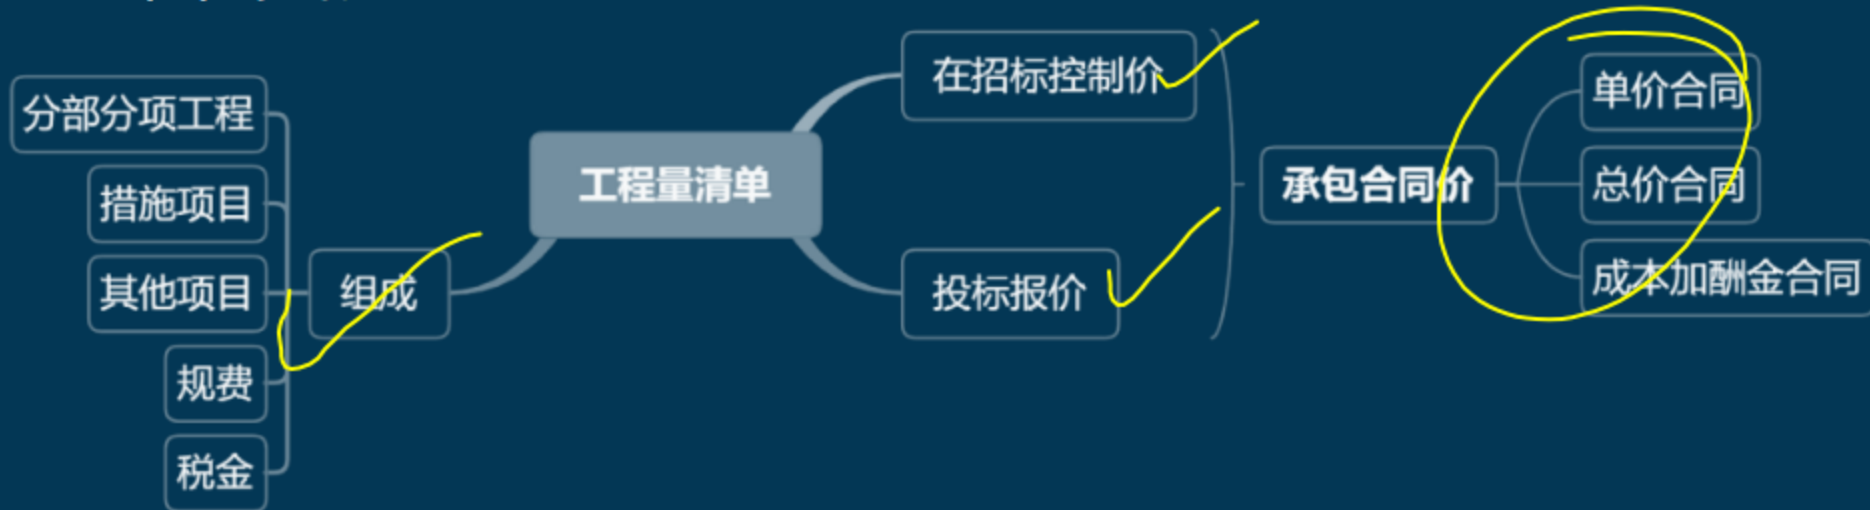 工程量清单
组成
分部分项工程
措施项目
其他项目
规费
税金
在招标控制价
投标报价
承包合同价
单价合同
总价合同
成本加酬金合同